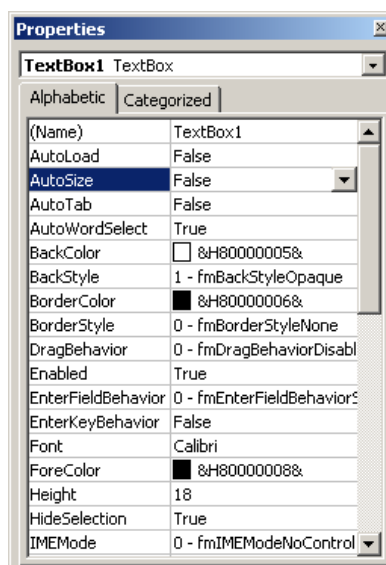 Properties
TextBox1 TextBox
Alphabetic Categorized
(Name) TextBox1
AutoLoad False
AutoSize False
AutoTab False
AutoWordSelect True
BackColor &H80000005&
BackStyle 1 - fmBackStyleOpaque
BorderColor &H80000006&
BorderStyle 0 - fmBorderStyleNone
DragBehavior 0 - fmDragBehaviorDisabl
Enabled True
EnterFieldBehavior 0 - fmEnterFieldBehaviorS
EnterKeyBehavior False
Font Calibri
ForeColor &H80000008&
Height 18
HideSelection True
IMEMode 0 - fmIMEModeNoControl